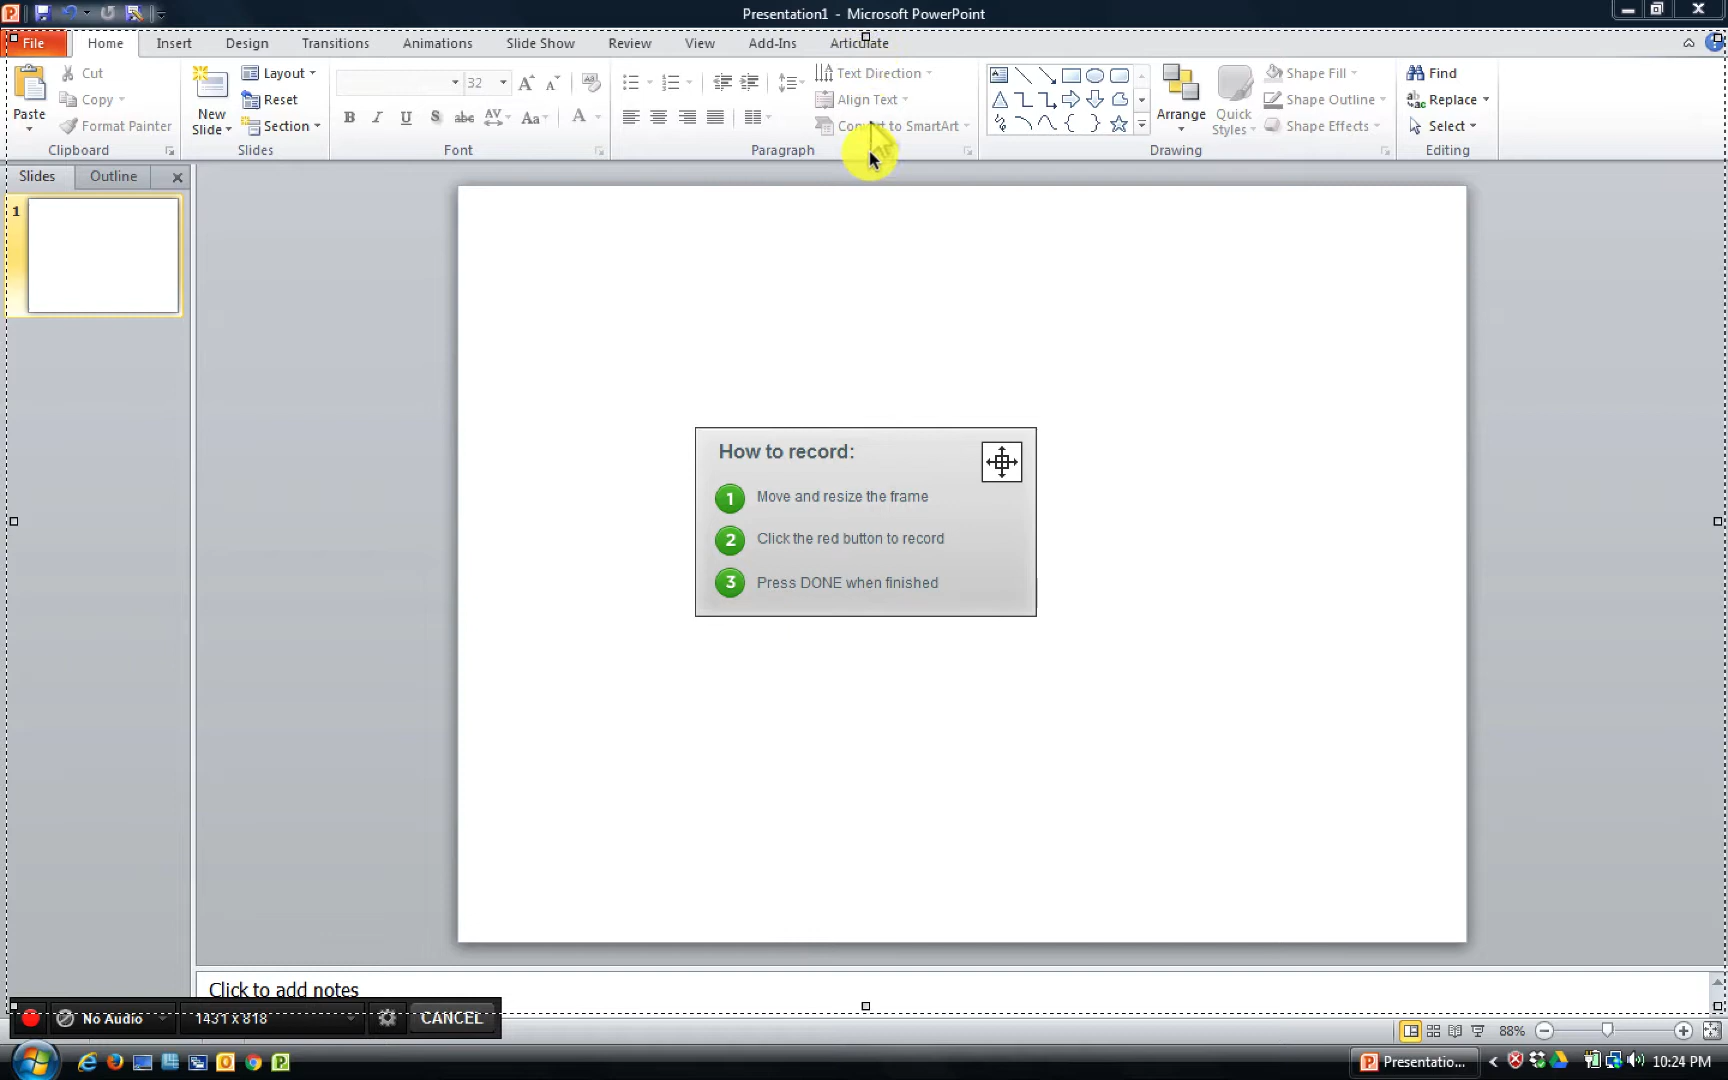 Presentation1 - Microsoft PowerPoint
File Home Insert Design Transitions Animations Slide Show Review View Add-Ins Articulate
Paste
Cut
Copy
Format Painter
Clipboard
New
Slide
Layout
Reset
Section
Slides
32
B I U S abc AV Aa A
Font
Text Direction
Align Text
Convert to SmartArt
Paragraph
Arrange
Quick
Styles
Shape Fill
Shape Outline
Shape Effects
Drawing
Find
Replace
Select
Editing
Slides Outline
1
How to record:
1 Move and resize the frame
2 Click the red button to record
3 Press DONE when finished
Click to add notes
No Audio 1431 x 818 CANCEL
88%
Presentatio... 10:24 PM